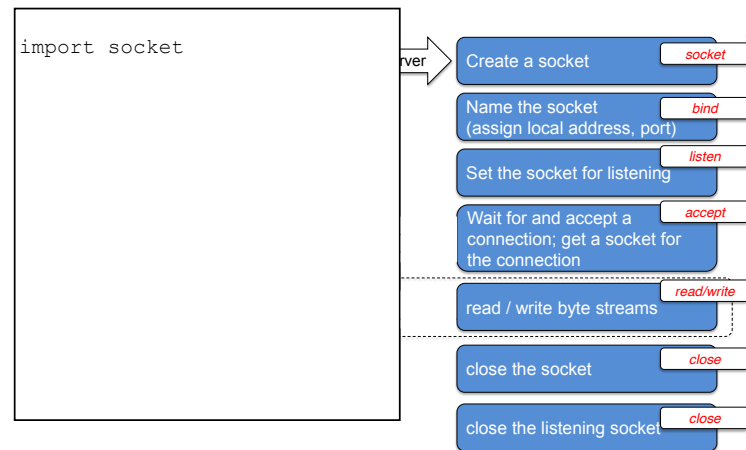 import socket
rver
Create a socket
socket
Name the socket
(assign local address, port)
bind
Set the socket for listening
listen
Wait for and accept a
connection; get a socket for
the connection
accept
read / write byte streams
read/write
close the socket
close
close the listening socket
close